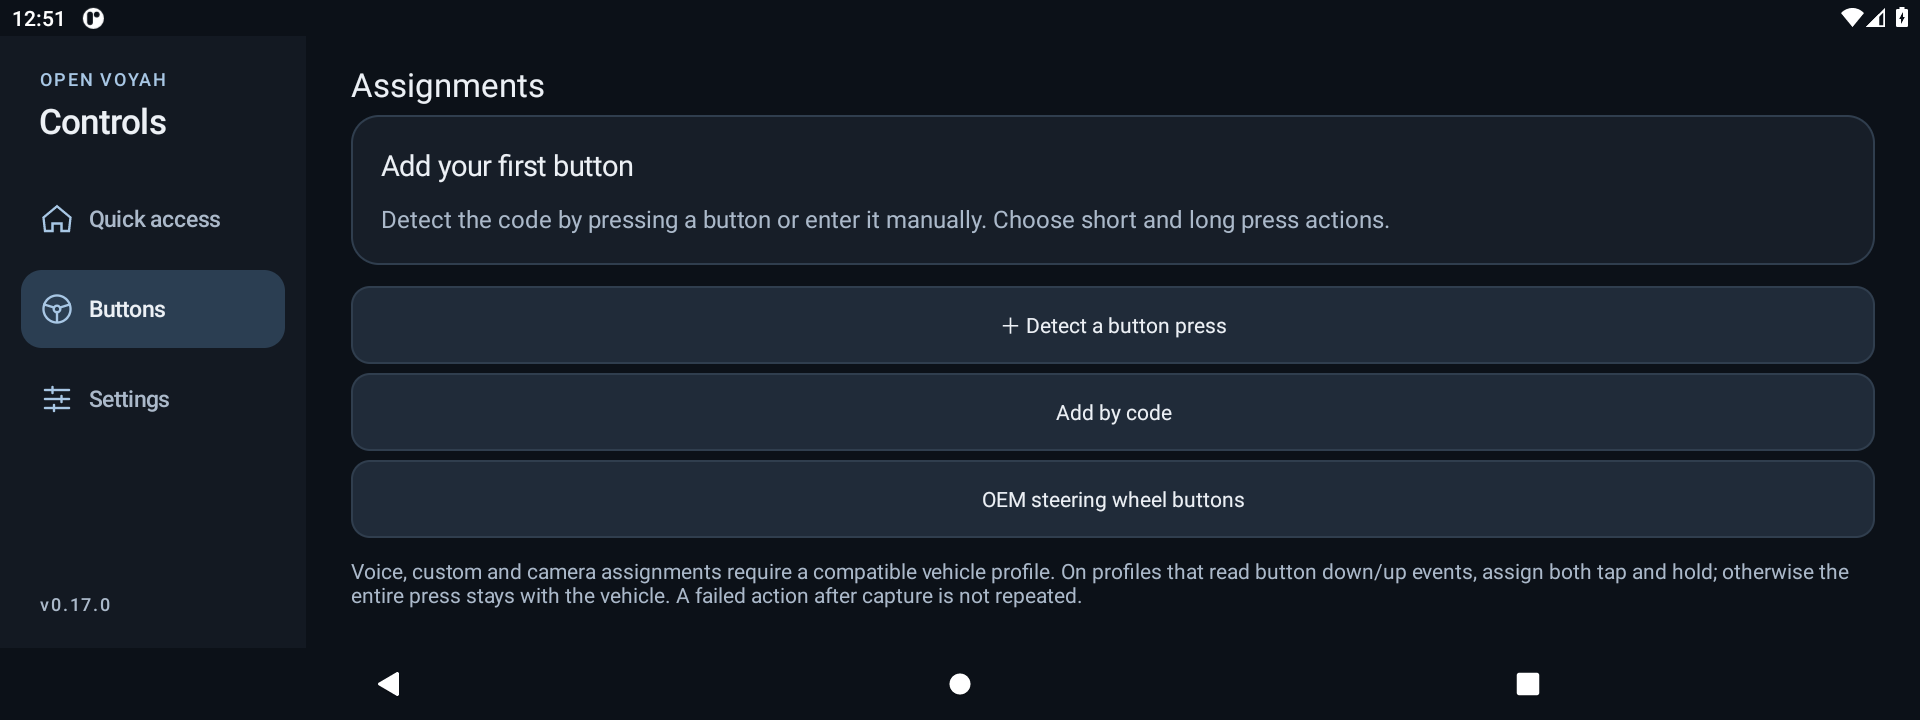 12:51
OPEN VOYAH
Controls
Quick access
Buttons
Settings
v0.17.0
Assignments
Add your first button
Detect the code by pressing a button or enter it manually. Choose short and long press actions.
+ Detect a button press
Add by code
OEM steering wheel buttons
Voice, custom and camera assignments require a compatible vehicle profile. On profiles that read button down/up events, assign both tap and hold; otherwise the
entire press stays with the vehicle. A failed action after capture is not repeated.